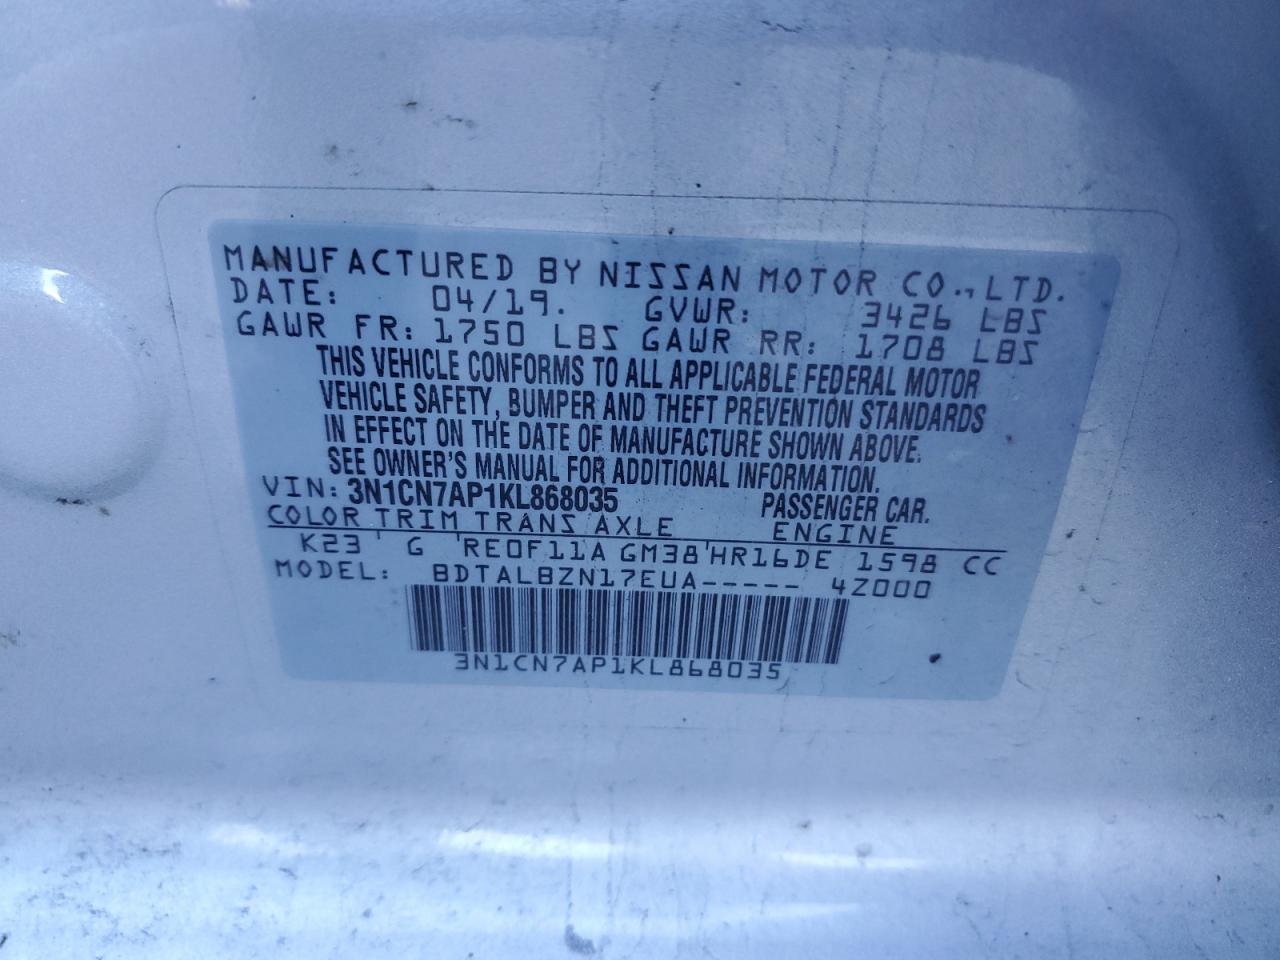 MANUFACTURED BY NISSAN MOTOR CO., LTD.
DATE: 04/19. GVWR: 3426 LBS
GAWR FR: 1750 LBS GAWR RR: 1708 LBS
THIS VEHICLE CONFORMS TO ALL APPLICABLE FEDERAL MOTOR
VEHICLE SAFETY, BUMPER AND THEFT PREVENTION STANDARDS
IN EFFECT ON THE DATE OF MANUFACTURE SHOWN ABOVE.
SEE OWNER'S MANUAL FOR ADDITIONAL INFORMATION.
VIN: 3N1CN7AP1KL868035 PASSENGER CAR.
COLOR TRIM TRANS AXLE ENGINE
K23 ' G 'RE0F11A GM38'HR16DE 1598 CC
MODEL: BDTALBZN17EUA----- 4Z000
3N1CN7AP1KL868035